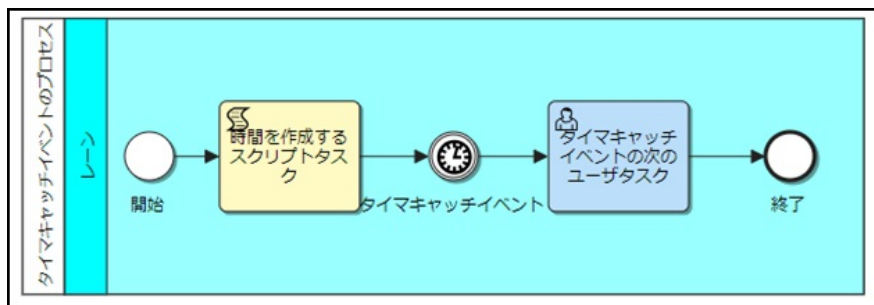 タイマキャッチイベントのプロセス
レーン
開始
時間を作成する
スクリプトタス
ク
タイマキャッチイベント
タイマキャッチ
イベントの次の
ユーザタスク
終了